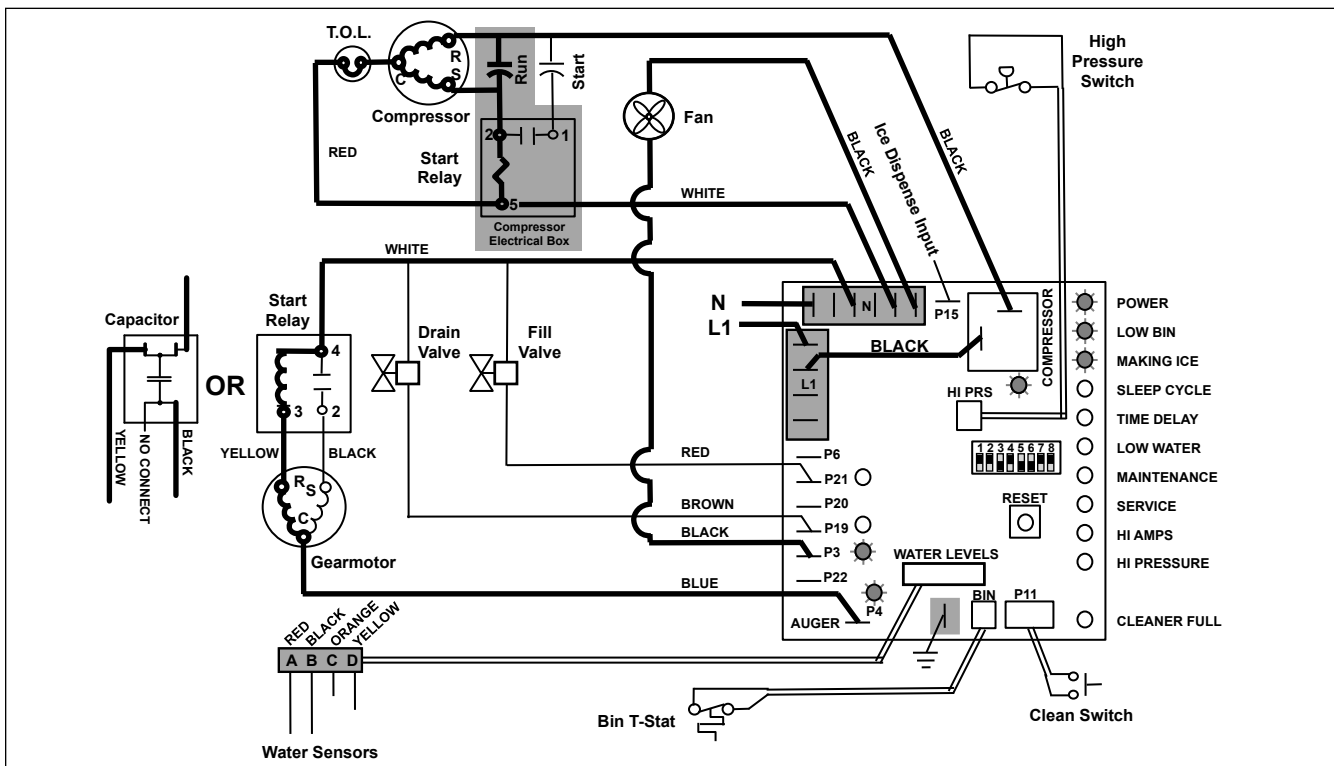 T.O.L.
R
S
C
Compressor
Run
Start
2
1
Start
Relay
5
Compressor
Electrical Box
RED
WHITE
Fan
BLACK
Ice Dispense Input
BLACK
High
Pressure
Switch
WHITE
Capacitor
YELLOW
NO CONNECT
BLACK
OR
Start
Relay
4
3
2
YELLOW
BLACK
R
S
C
Gearmotor
Drain
Valve
Fill
Valve
N
L1
N
P15
BLACK
COMPRESSOR
L1
HI PRS
1 2 3 4 5 6 7 8
RESET
RED
P6
P21
P20
BROWN
P19
BLACK
P3
P22
BLUE
P4
AUGER
WATER LEVELS
BIN
P11
POWER
LOW BIN
MAKING ICE
SLEEP CYCLE
TIME DELAY
LOW WATER
MAINTENANCE
SERVICE
HI AMPS
HI PRESSURE
CLEANER FULL
RED
BLACK
ORANGE
YELLOW
A B C D
Water Sensors
Bin T-Stat
Clean Switch